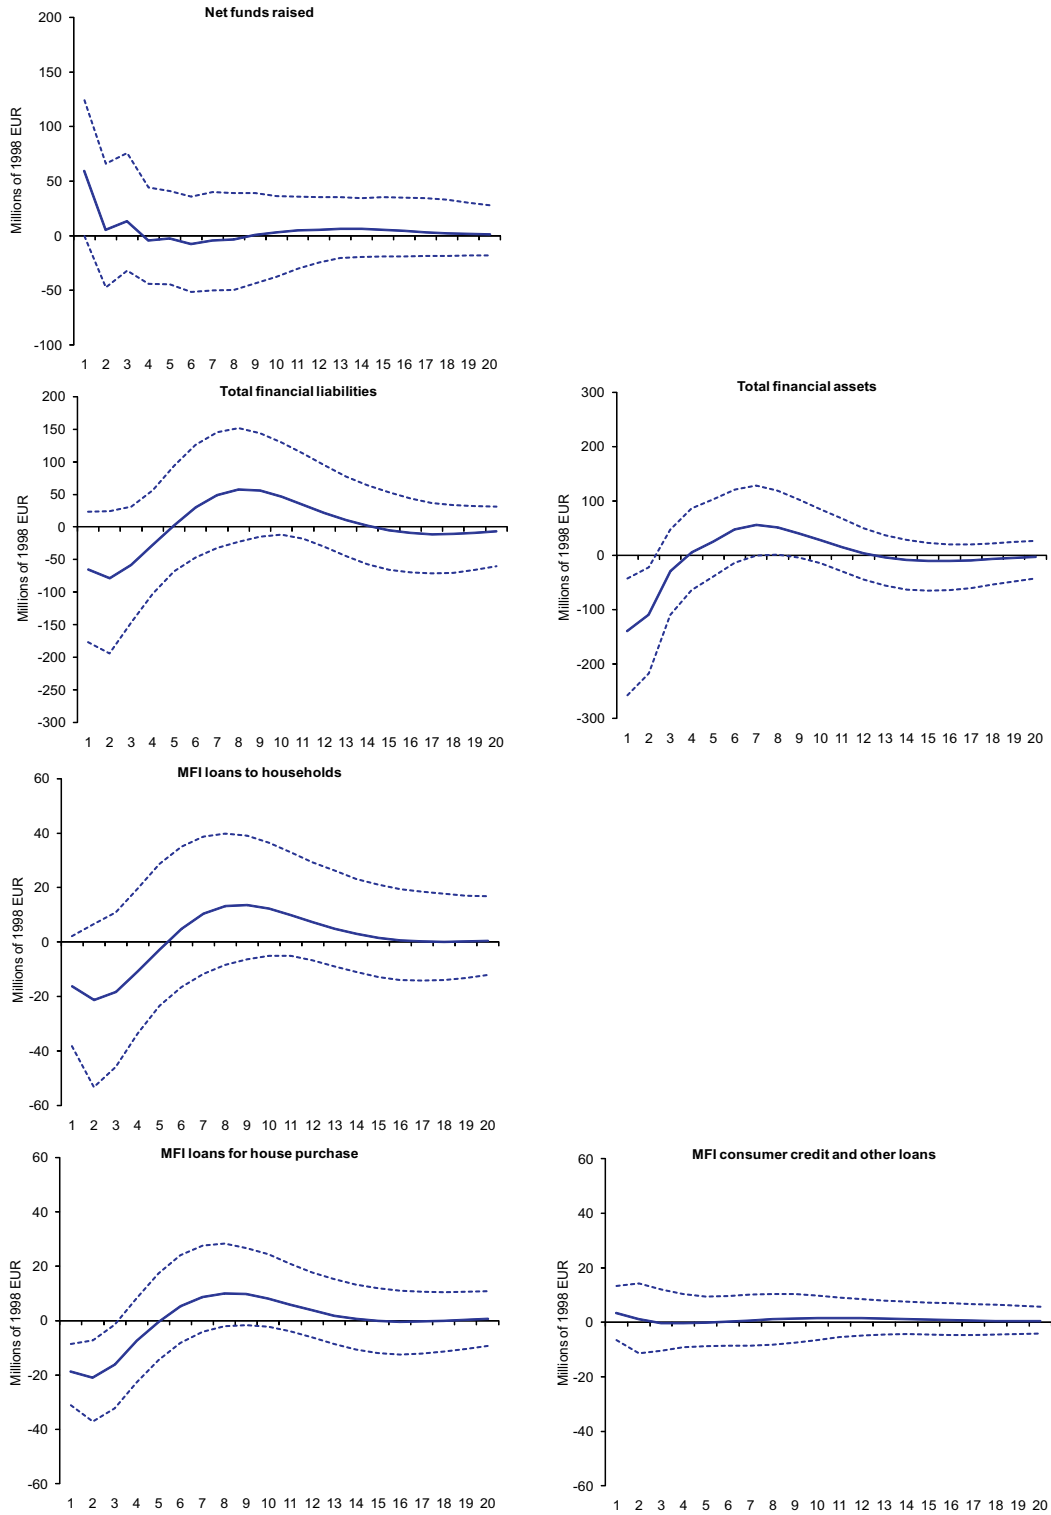 Net funds raised
Millions of 1998 EUR
200
150
100
50
0
-50
-100
1 2 3 4 5 6 7 8 9 10 11 12 13 14 15 16 17 18 19 20
Total financial liabilities
Millions of 1998 EUR
200
150
100
50
0
-50
-100
-150
-200
-250
-300
1 2 3 4 5 6 7 8 9 10 11 12 13 14 15 16 17 18 19 20
Total financial assets
Millions of 1998 EUR
300
200
100
0
-100
-200
-300
1 2 3 4 5 6 7 8 9 10 11 12 13 14 15 16 17 18 19 20
MFI loans to households
Millions of 1998 EUR
60
40
20
0
-20
-40
-60
1 2 3 4 5 6 7 8 9 10 11 12 13 14 15 16 17 18 19 20
MFI loans for house purchase
Millions of 1998 EUR
60
40
20
0
-20
-40
-60
1 2 3 4 5 6 7 8 9 10 11 12 13 14 15 16 17 18 19 20
MFI consumer credit and other loans
Millions of 1998 EUR
60
40
20
0
-20
-40
-60
1 2 3 4 5 6 7 8 9 10 11 12 13 14 15 16 17 18 19 20